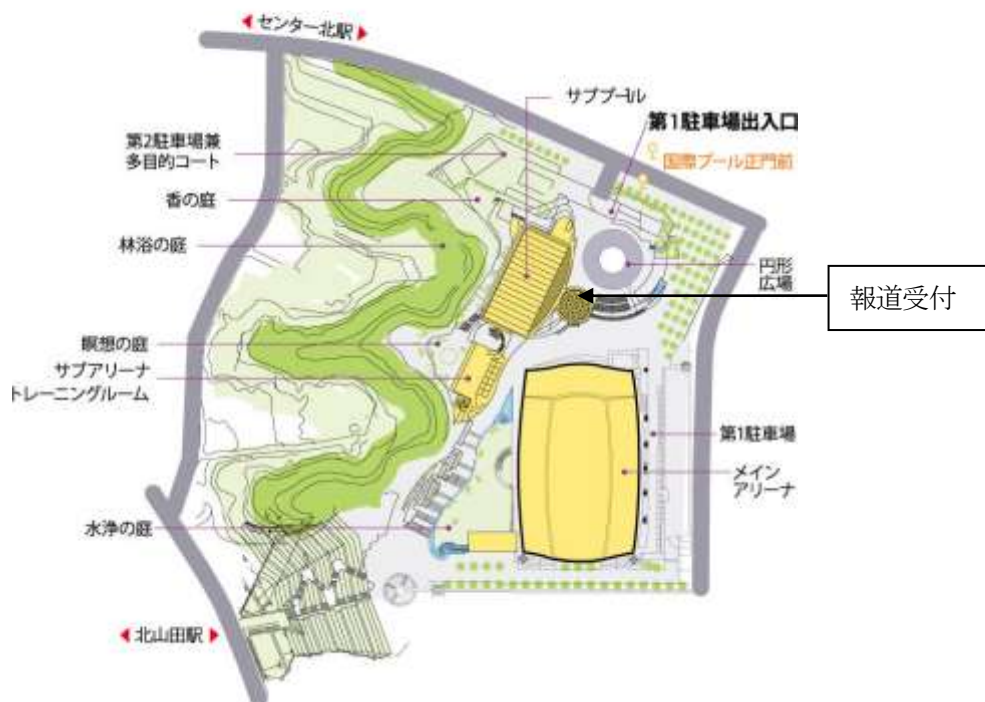 センター北駅
サブプール
第1駐車場出入口
国際プール正門前
第2駐車場兼
多目的コート
香の庭
林浴の庭
円形
広場
報道受付
瞑想の庭
サブアリーナ
トレーニングルーム
第1駐車場
メイン
アリーナ
水浄の庭
北山田駅